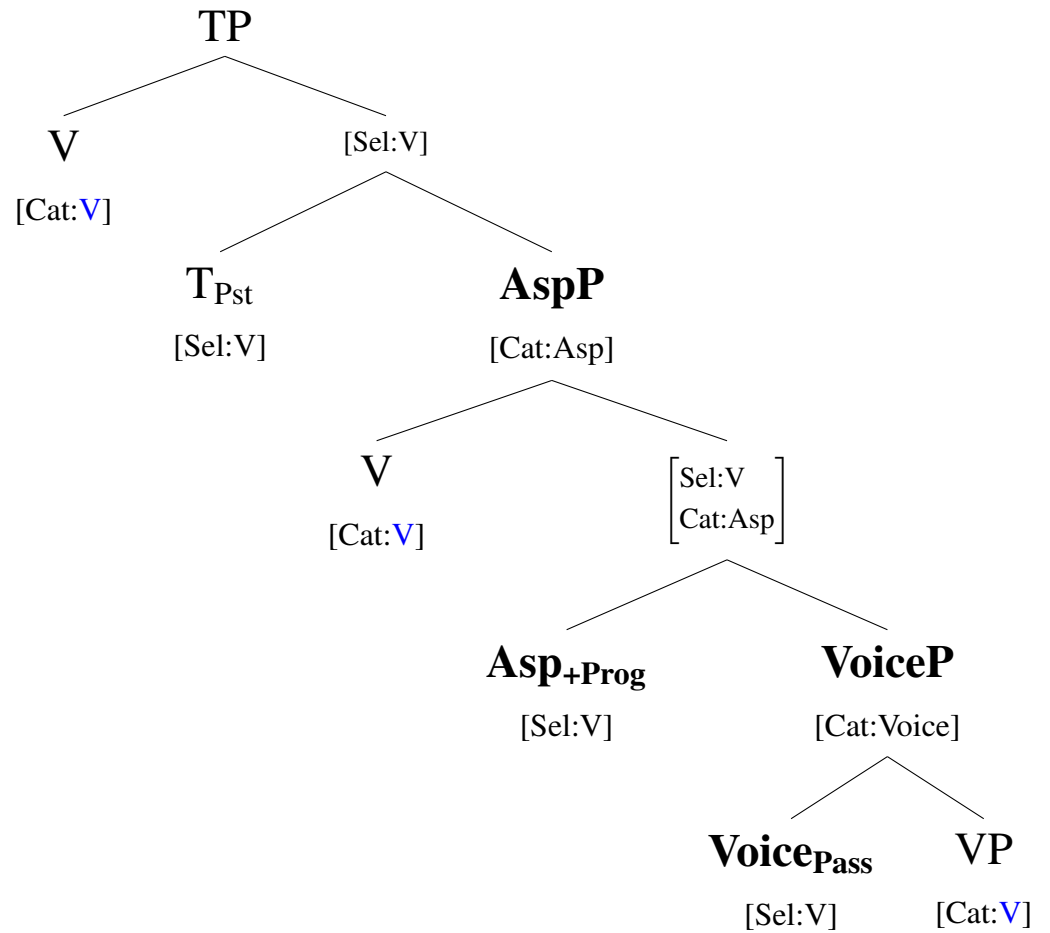 TP
V
[Sel:V]
[Cat:V]
T_Pst
AspP
[Sel:V]
[Cat:Asp]
V
[Sel:V
Cat:Asp]
[Cat:V]
Asp_+Prog
VoiceP
[Sel:V]
[Cat:Voice]
Voice_Pass
VP
[Sel:V]
[Cat:V]